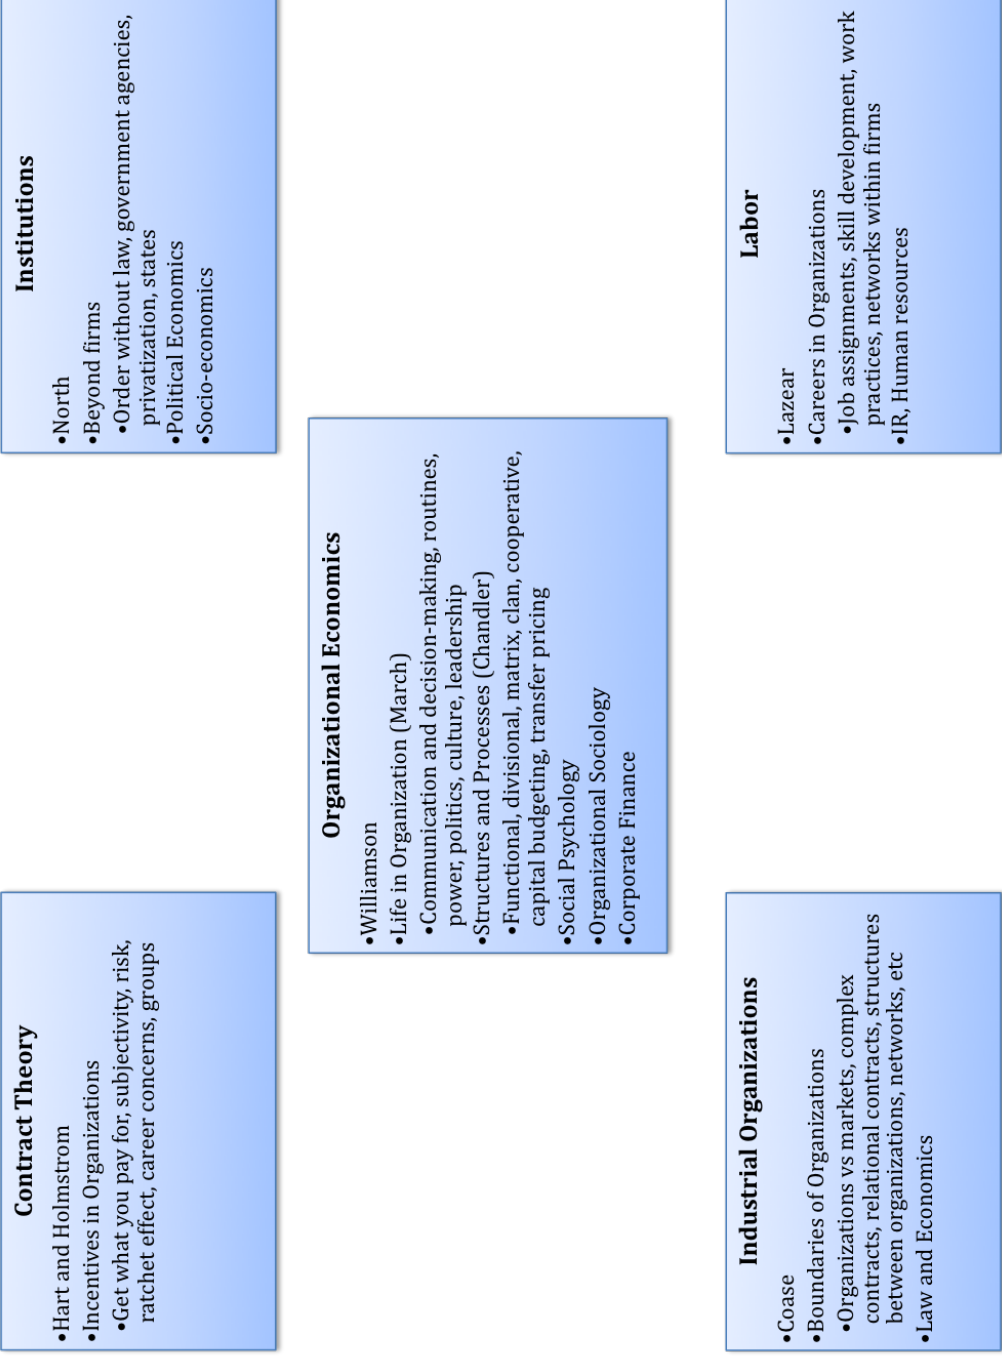 Contract Theory
•Hart and Holmstrom
•Incentives in Organizations
•Get what you pay for, subjectivity, risk,
ratchet effect, career concerns, groups
Institutions
•North
•Beyond firms
•Order without law, government agencies,
privatization, states
•Political Economics
•Socio-economics
Organizational Economics
•Williamson
•Life in Organization (March)
•Communication and decision-making, routines,
power, politics, culture, leadership
•Structures and Processes (Chandler)
•Functional, divisional, matrix, clan, cooperative,
capital budgeting, transfer pricing
•Social Psychology
•Organizational Sociology
•Corporate Finance
Industrial Organizations
•Coase
•Boundaries of Organizations
•Organizations vs markets, complex
contracts, relational contracts, structures
between organizations, networks, etc
•Law and Economics
Labor
•Lazear
•Careers in Organizations
•Job assignments, skill development, work
practices, networks within firms
•IR, Human resources